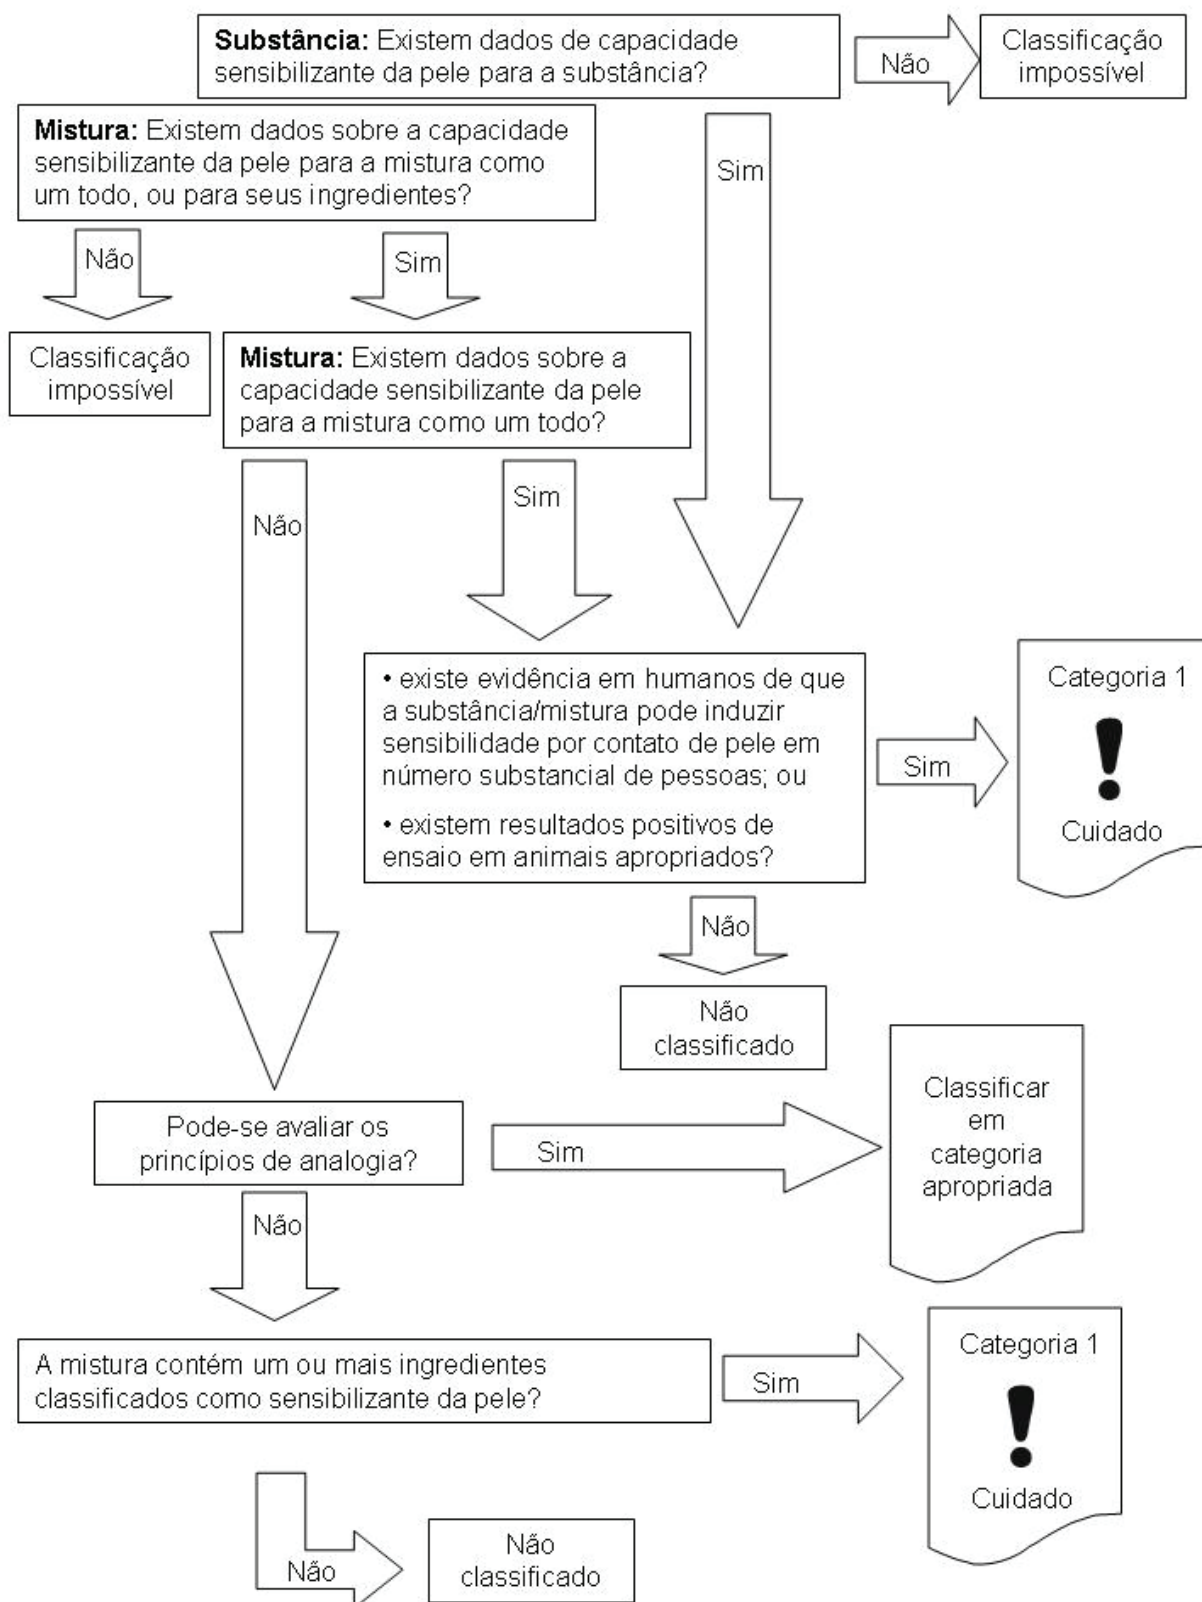 Substância: Existem dados de capacidade
sensibilizante da pele para a substância?
Não
Classificação
impossível
Mistura: Existem dados sobre a capacidade
sensibilizante da pele para a mistura como
um todo, ou para seus ingredientes?
Sim
Não
Sim
Classificação
impossível
Mistura: Existem dados sobre a
capacidade sensibilizante da pele
para a mistura como um todo?
Não
Sim
• existe evidência em humanos de que
a substância/mistura pode induzir
sensibilidade por contato de pele em
número substancial de pessoas; ou
• existem resultados positivos de
ensaio em animais apropriados?
Sim
Categoria 1
!
Cuidado
Não
Não
classificado
Pode-se avaliar os
princípios de analogia?
Sim
Classificar
em
categoria
apropriada
Não
A mistura contém um ou mais ingredientes
classificados como sensibilizante da pele?
Sim
Categoria 1
!
Cuidado
Não
Não
classificado